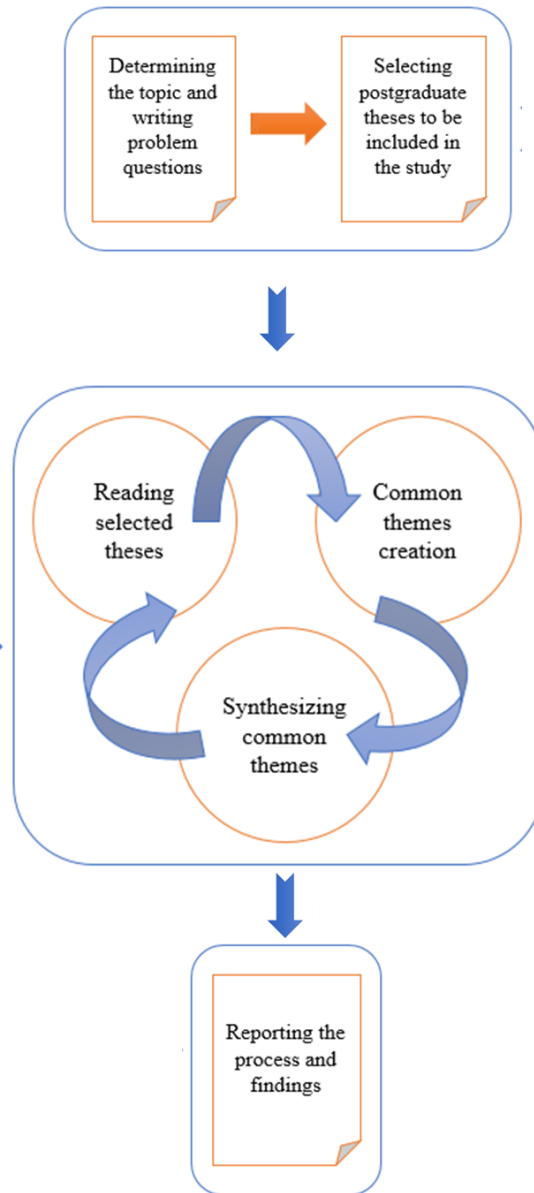 Determining
the topic and
writing
problem
questions
Selecting
postgraduate
theses to be
included in
the study
Reading
selected
theses
Common
themes
creation
Synthesizing
common
themes
Reporting the
process and
findings